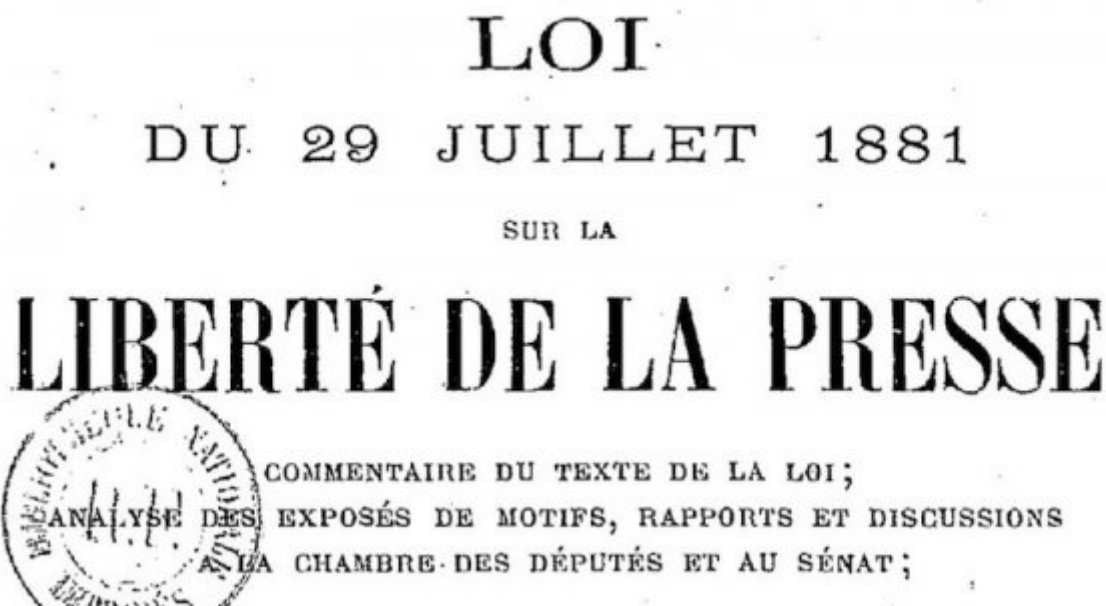 LOI
DU 29 JUILLET 1881
SUR LA
LIBERTÉ DE LA PRESSE
COMMENTAIRE DU TEXTE DE LA LOI;
ANALYSE DES EXPOSÉS DE MOTIFS, RAPPORTS ET DISCUSSIONS
A LA CHAMBRE DES DÉPUTÉS ET AU SÉNAT;
NATIONALE